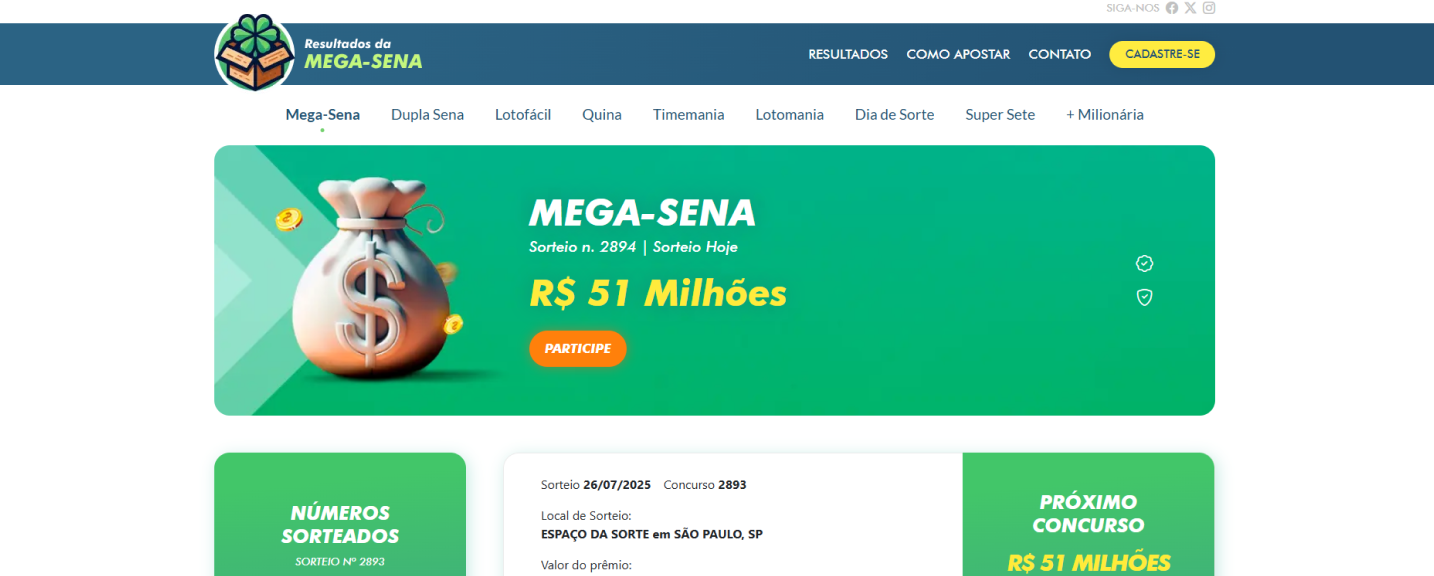 SIGA-NOS
Resultados da
MEGA-SENA
RESULTADOS COMO APOSTAR CONTATO CADASTRE-SE
Mega-Sena Dupla Sena Lotofácil Quina Timemania Lotomania Dia de Sorte Super Sete + Milionária
MEGA-SENA
Sorteio n. 2894 | Sorteio Hoje
R$ 51 Milhões
PARTICIPE
NÚMEROS
SORTEADOS
SORTEIO Nº 2893
Sorteio 26/07/2025 Concurso 2893
Local de Sorteio:
ESPAÇO DA SORTE em SÃO PAULO, SP
Valor do prêmio:
PRÓXIMO
CONCURSO
R$ 51 MILHÕES